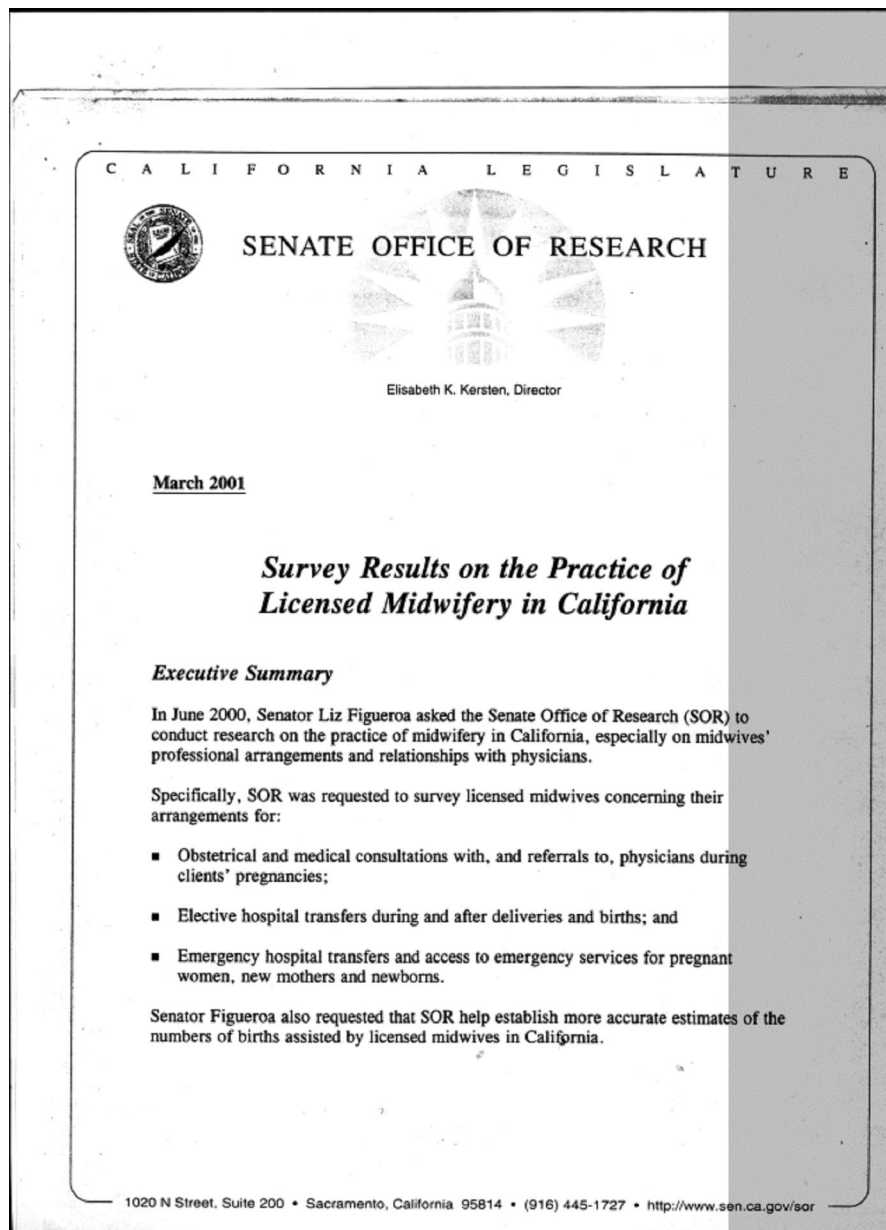 CALIFORNIA LEGISLATURE
SENATE OFFICE OF RESEARCH
Elisabeth K. Kersten, Director
March 2001
Survey Results on the Practice of
Licensed Midwifery in California
Executive Summary
In June 2000, Senator Liz Figueroa asked the Senate Office of Research (SOR) to
conduct research on the practice of midwifery in California, especially on midwives'
professional arrangements and relationships with physicians.
Specifically, SOR was requested to survey licensed midwives concerning their
arrangements for:
■ Obstetrical and medical consultations with, and referrals to, physicians during
clients' pregnancies;
■ Elective hospital transfers during and after deliveries and births; and
■ Emergency hospital transfers and access to emergency services for pregnant
women, new mothers and newborns.
Senator Figueroa also requested that SOR help establish more accurate estimates of the
numbers of births assisted by licensed midwives in California.
1020 N Street, Suite 200 • Sacramento, California 95814 • (916) 445-1727 • http://www.sen.ca.gov/sor